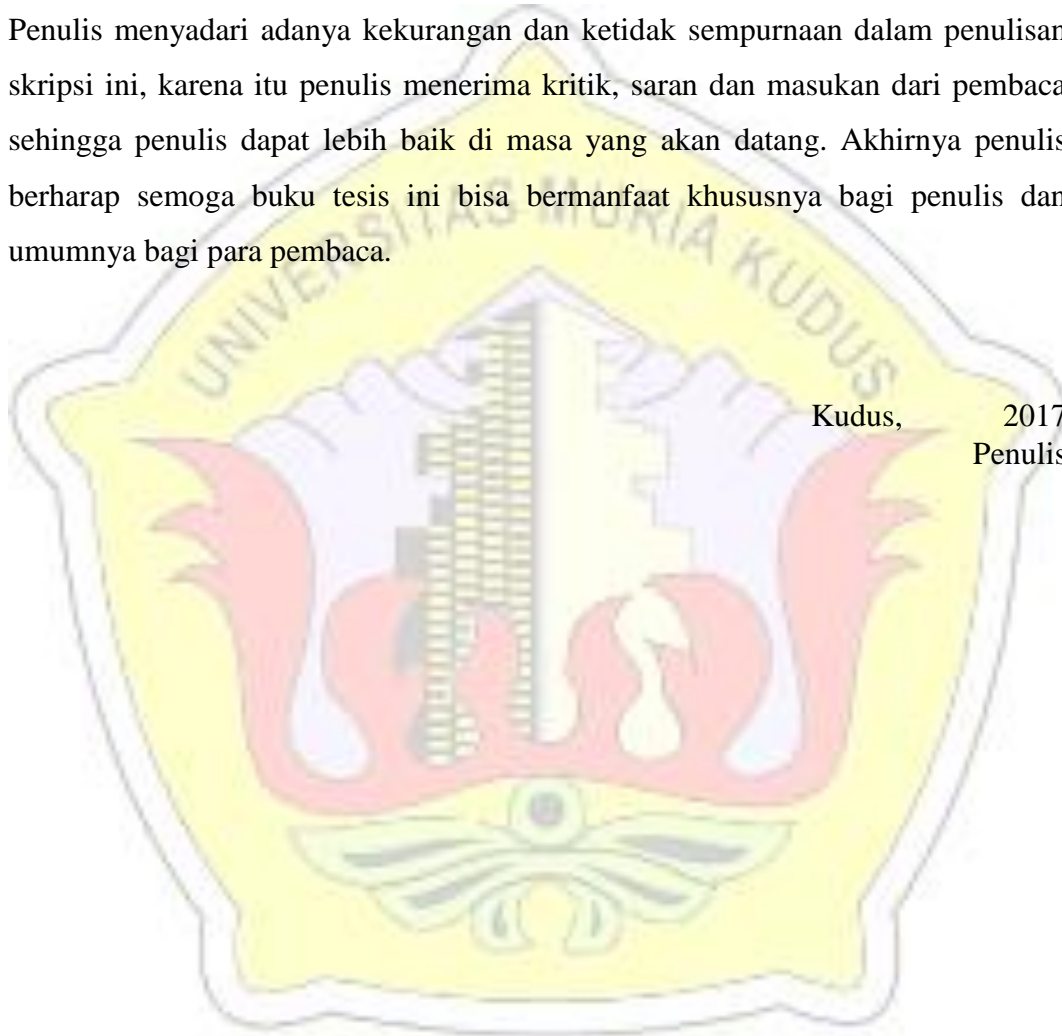 Penulis menyadari adanya kekurangan dan ketidak sempurnaan dalam penulisan
skripsi ini, karena itu penulis menerima kritik, saran dan masukan dari pembaca
sehingga penulis dapat lebih baik di masa yang akan datang. Akhirnya penulis
berharap semoga buku tesis ini bisa bermanfaat khususnya bagi penulis dan
umumnya bagi para pembaca.
UNIVERSITAS MURIA KUDUS
Kudus, 2017
Penulis